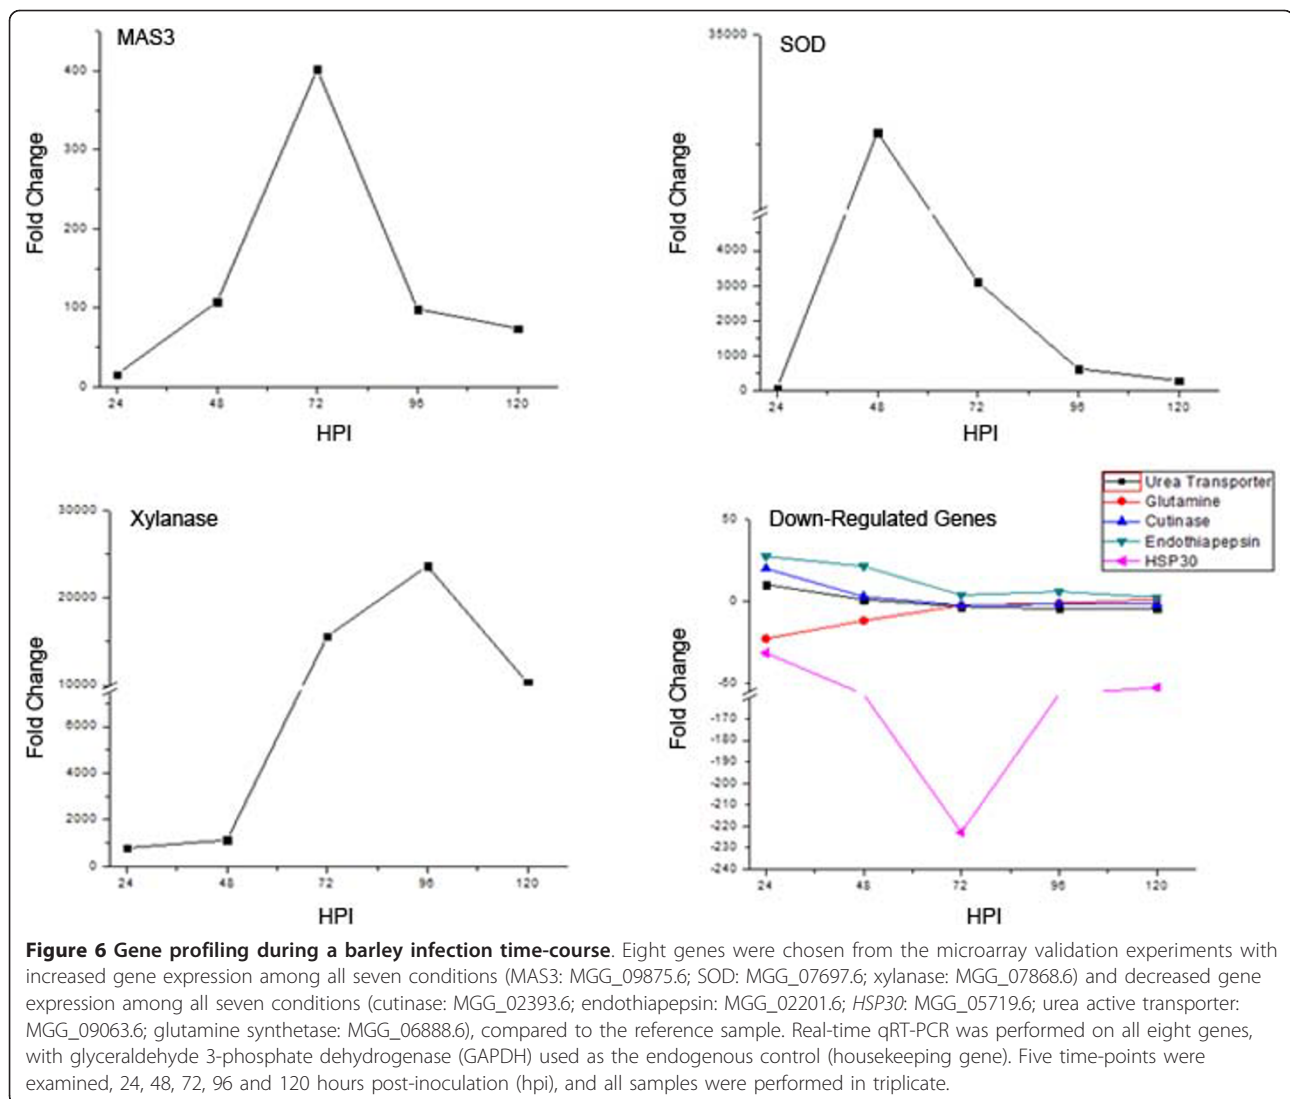 MAS3
400
300
200
100
0
Fold Change
24 48 72 96 120
HPI
SOD
35000
4000
3000
2000
1000
0
Fold Change
24 48 72 96 120
HPI
Xylanase
30000
20000
10000
6000
4000
2000
0
Fold Change
24 48 72 96 120
HPI
Down-Regulated Genes
Urea Transporter
Glutamine
Cutinase
Endothiapepsin
HSP30
50
0
-50
-170
-180
-190
-200
-210
-220
-230
-240
Fold Change
24 48 72 96 120
HPI
Figure 6 Gene profiling during a barley infection time-course. Eight genes were chosen from the microarray validation experiments with
increased gene expression among all seven conditions (MAS3: MGG_09875.6; SOD: MGG_07697.6; xylanase: MGG_07868.6) and decreased gene
expression among all seven conditions (cutinase: MGG_02393.6; endothiapepsin: MGG_02201.6; HSP30: MGG_05719.6; urea active transporter:
MGG_09063.6; glutamine synthetase: MGG_06888.6), compared to the reference sample. Real-time qRT-PCR was performed on all eight genes,
with glyceraldehyde 3-phosphate dehydrogenase (GAPDH) used as the endogenous control (housekeeping gene). Five time-points were
examined, 24, 48, 72, 96 and 120 hours post-inoculation (hpi), and all samples were performed in triplicate.